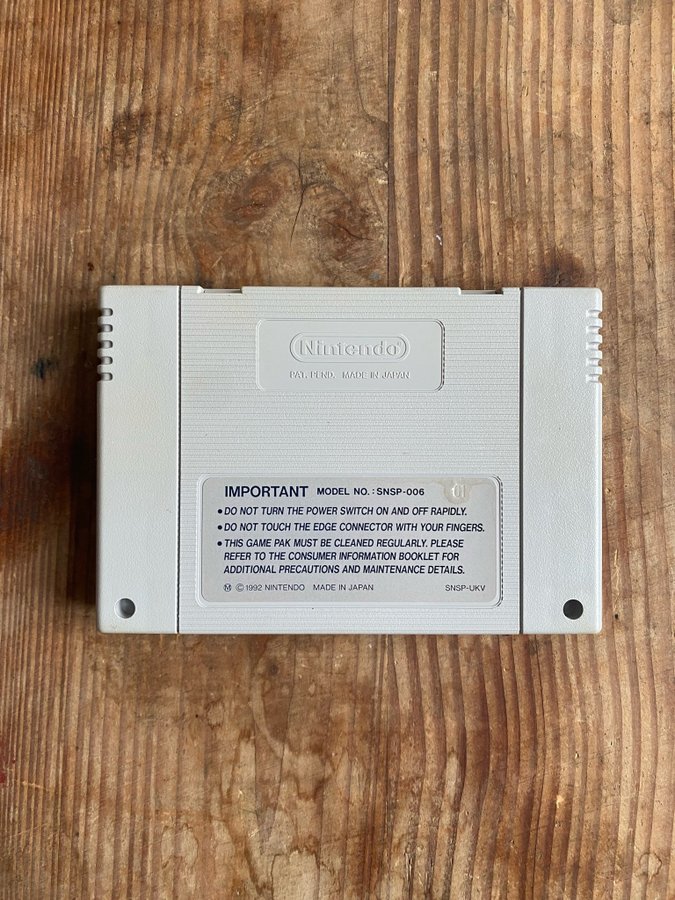 Nintendo®
PAT. PEND. MADE IN JAPAN
IMPORTANT MODEL NO. : SNSP-006
• DO NOT TURN THE POWER SWITCH ON AND OFF RAPIDLY.
• DO NOT TOUCH THE EDGE CONNECTOR WITH YOUR FINGERS.
• THIS GAME PAK MUST BE CLEANED REGULARLY. PLEASE
REFER TO THE CONSUMER INFORMATION BOOKLET FOR
ADDITIONAL PRECAUTIONS AND MAINTENANCE DETAILS.
Ⓜ © 1992 NINTENDO MADE IN JAPAN SNSP-UKV